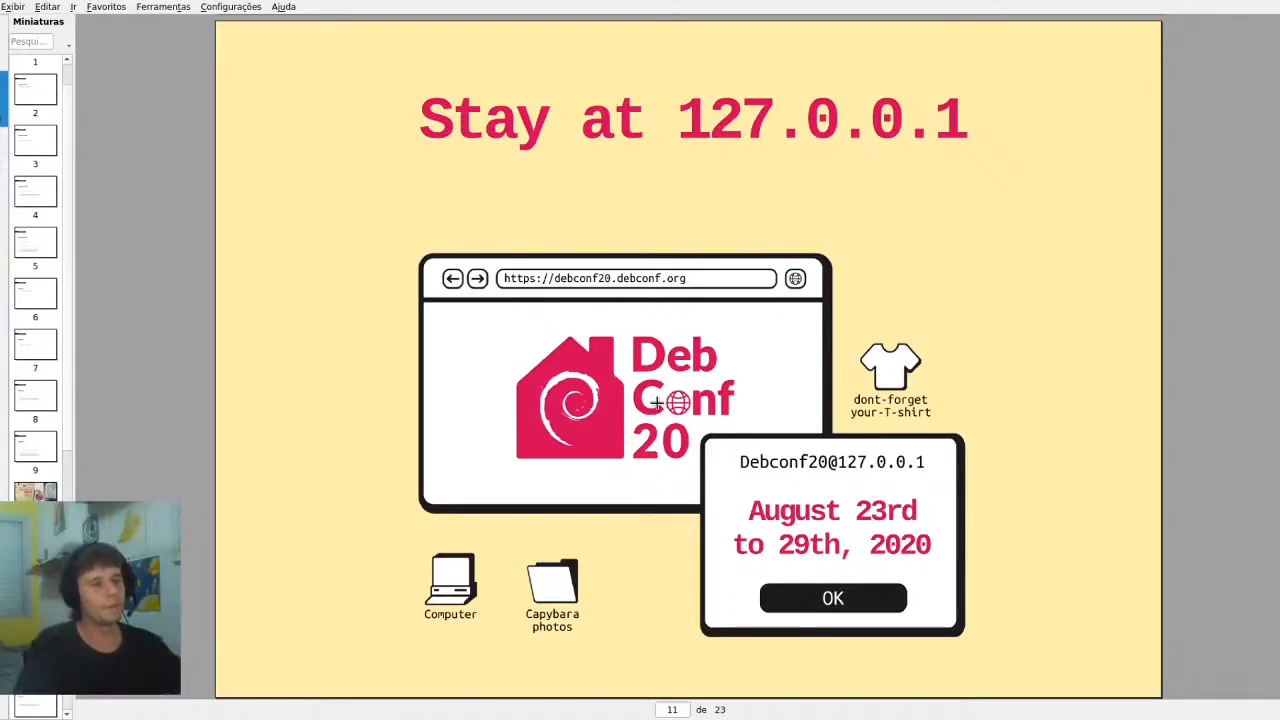 Exibir Editar Ir Favoritos Ferramentas Configurações Ajuda
Miniaturas
Pesqui...
1
2
3
4
5
6
7
8
9
Stay at 127.0.0.1
https://debconf20.debconf.org
Deb
Conf
20
dont-forget
your-T-shirt
Debconf20@127.0.0.1
August 23rd
to 29th, 2020
OK
Computer
Capybara
photos
11 de 23